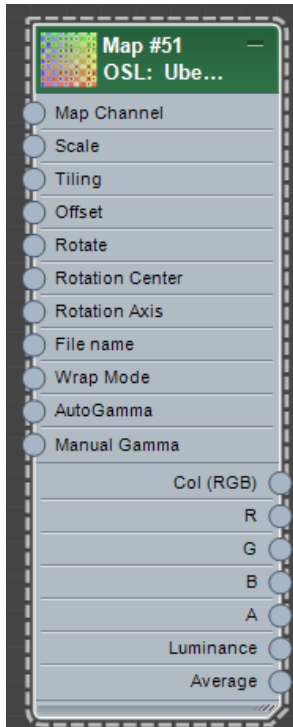 Map #51
OSL: Ube...
Map Channel
Scale
Tiling
Offset
Rotate
Rotation Center
Rotation Axis
File name
Wrap Mode
AutoGamma
Manual Gamma
Col (RGB)
R
G
B
A
Luminance
Average